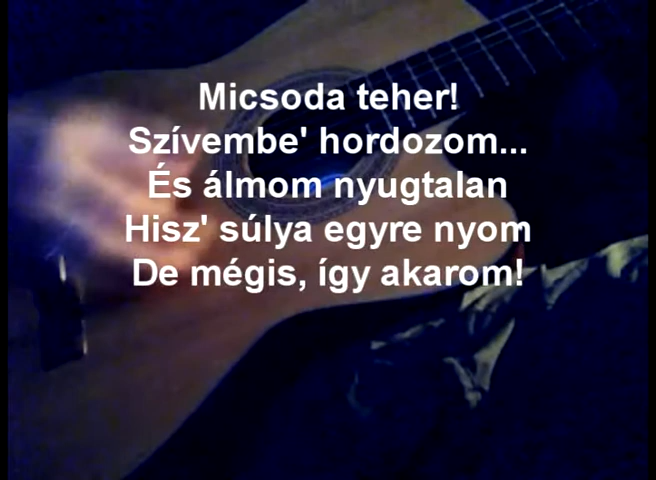 Micsoda teher!
Szívembe' hordozom...
És álmom nyugtalan
Hisz' súlya egyre nyom
De mégis, így akarom!